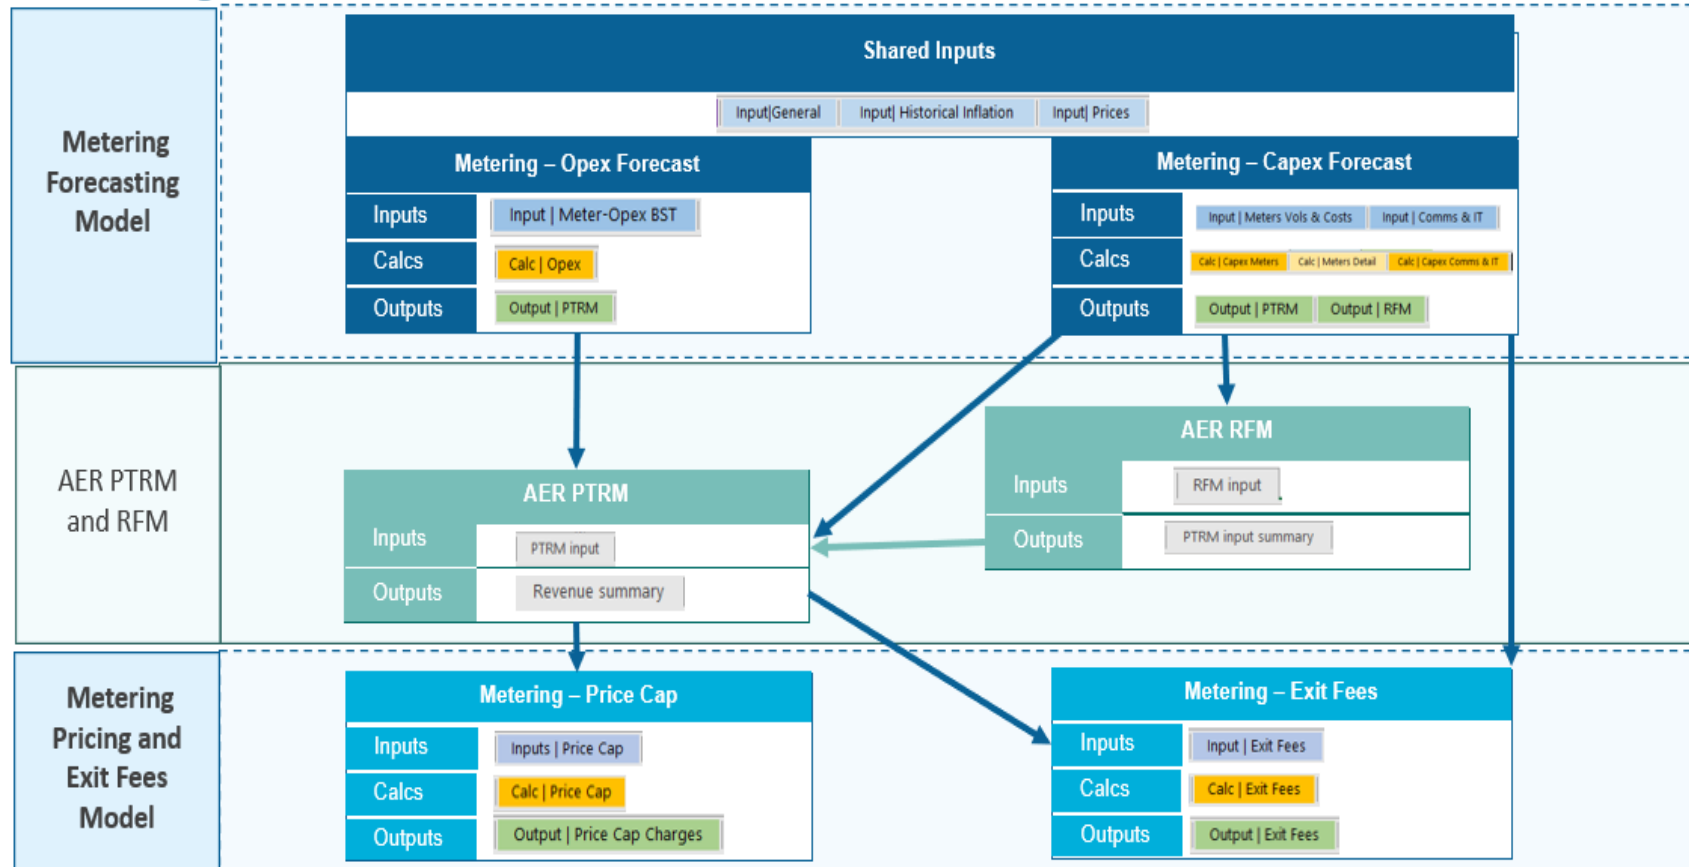 Shared Inputs
Input|General Input| Historical Inflation Input| Prices
Metering
Forecasting
Model
Metering – Opex Forecast
Inputs Input | Meter-Opex BST
Calcs Calc | Opex
Outputs Output | PTRM
Metering – Capex Forecast
Inputs Input | Meters Vols & Costs Input | Comms & IT
Calcs Calc | Capex Meters Calc | Meters Detail Calc | Capex Comms & IT
Outputs Output | PTRM Output | RFM
AER PTRM
and RFM
AER RFM
Inputs RFM input
Outputs PTRM input summary
AER PTRM
Inputs PTRM input
Outputs Revenue summary
Metering
Pricing and
Exit Fees
Model
Metering – Price Cap
Inputs Inputs | Price Cap
Calcs Calc | Price Cap
Outputs Output | Price Cap Charges
Metering – Exit Fees
Inputs Input | Exit Fees
Calcs Calc | Exit Fees
Outputs Output | Exit Fees